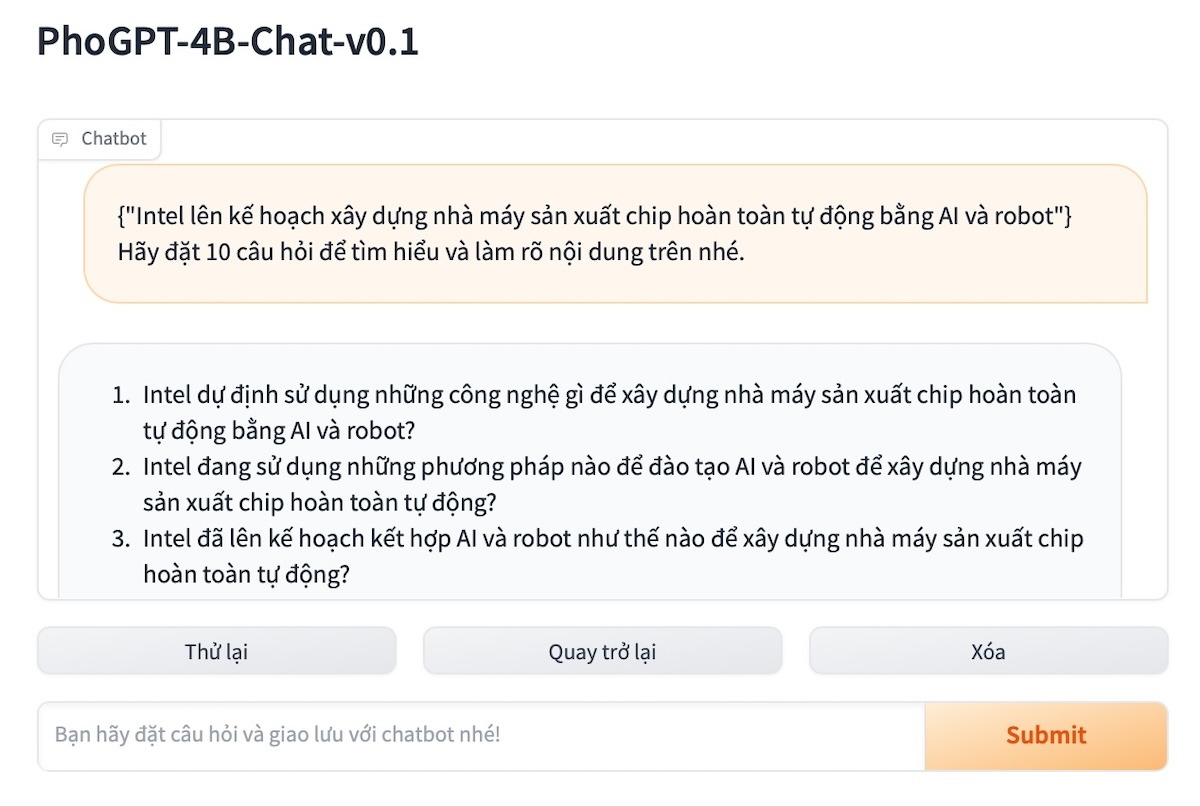 PhoGPT-4B-Chat-v0.1
Chatbot
{"Intel lên kế hoạch xây dựng nhà máy sản xuất chip hoàn toàn tự động bằng AI và robot"}
Hãy đặt 10 câu hỏi để tìm hiểu và làm rõ nội dung trên nhé.
1. Intel dự định sử dụng những công nghệ gì để xây dựng nhà máy sản xuất chip hoàn toàn
tự động bằng AI và robot?
2. Intel đang sử dụng những phương pháp nào để đào tạo AI và robot để xây dựng nhà máy
sản xuất chip hoàn toàn tự động?
3. Intel đã lên kế hoạch kết hợp AI và robot như thế nào để xây dựng nhà máy sản xuất chip
hoàn toàn tự động?
Thử lại
Quay trở lại
Xóa
Bạn hãy đặt câu hỏi và giao lưu với chatbot nhé!
Submit